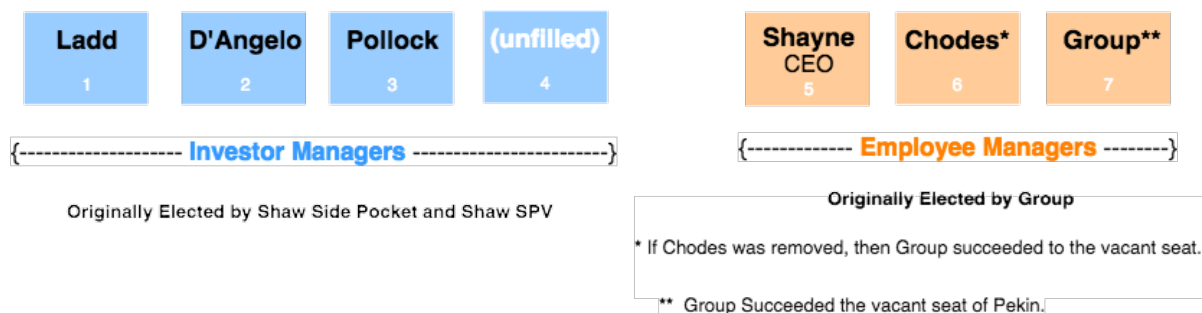 Ladd D'Angelo Pollock (unfilled) Shayne Chodes* Group**
CEO
1 2 3 4 5 6 7
{-------------------- Investor Managers ------------------------} {------------- Employee Managers --------}
Originally Elected by Group
Originally Elected by Shaw Side Pocket and Shaw SPV
* If Chodes was removed, then Group succeeded to the vacant seat.
** Group Succeeded the vacant seat of Pekin.